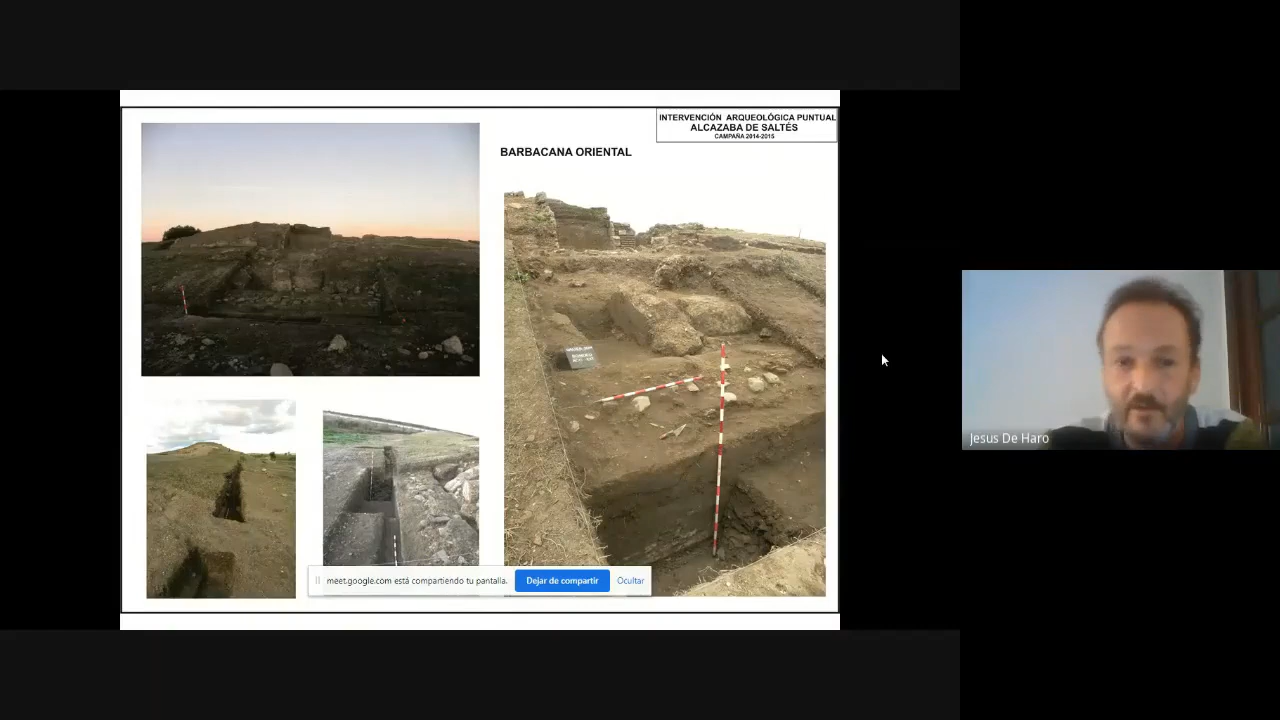 INTERVENCIÓN ARQUEOLÓGICA PUNTUAL
ALCAZABA DE SALTÉS
CAMPAÑA 2014-2015
BARBACANA ORIENTAL
meet.google.com está compartiendo tu pantalla.
Dejar de compartir
Ocultar
Jesus De Haro